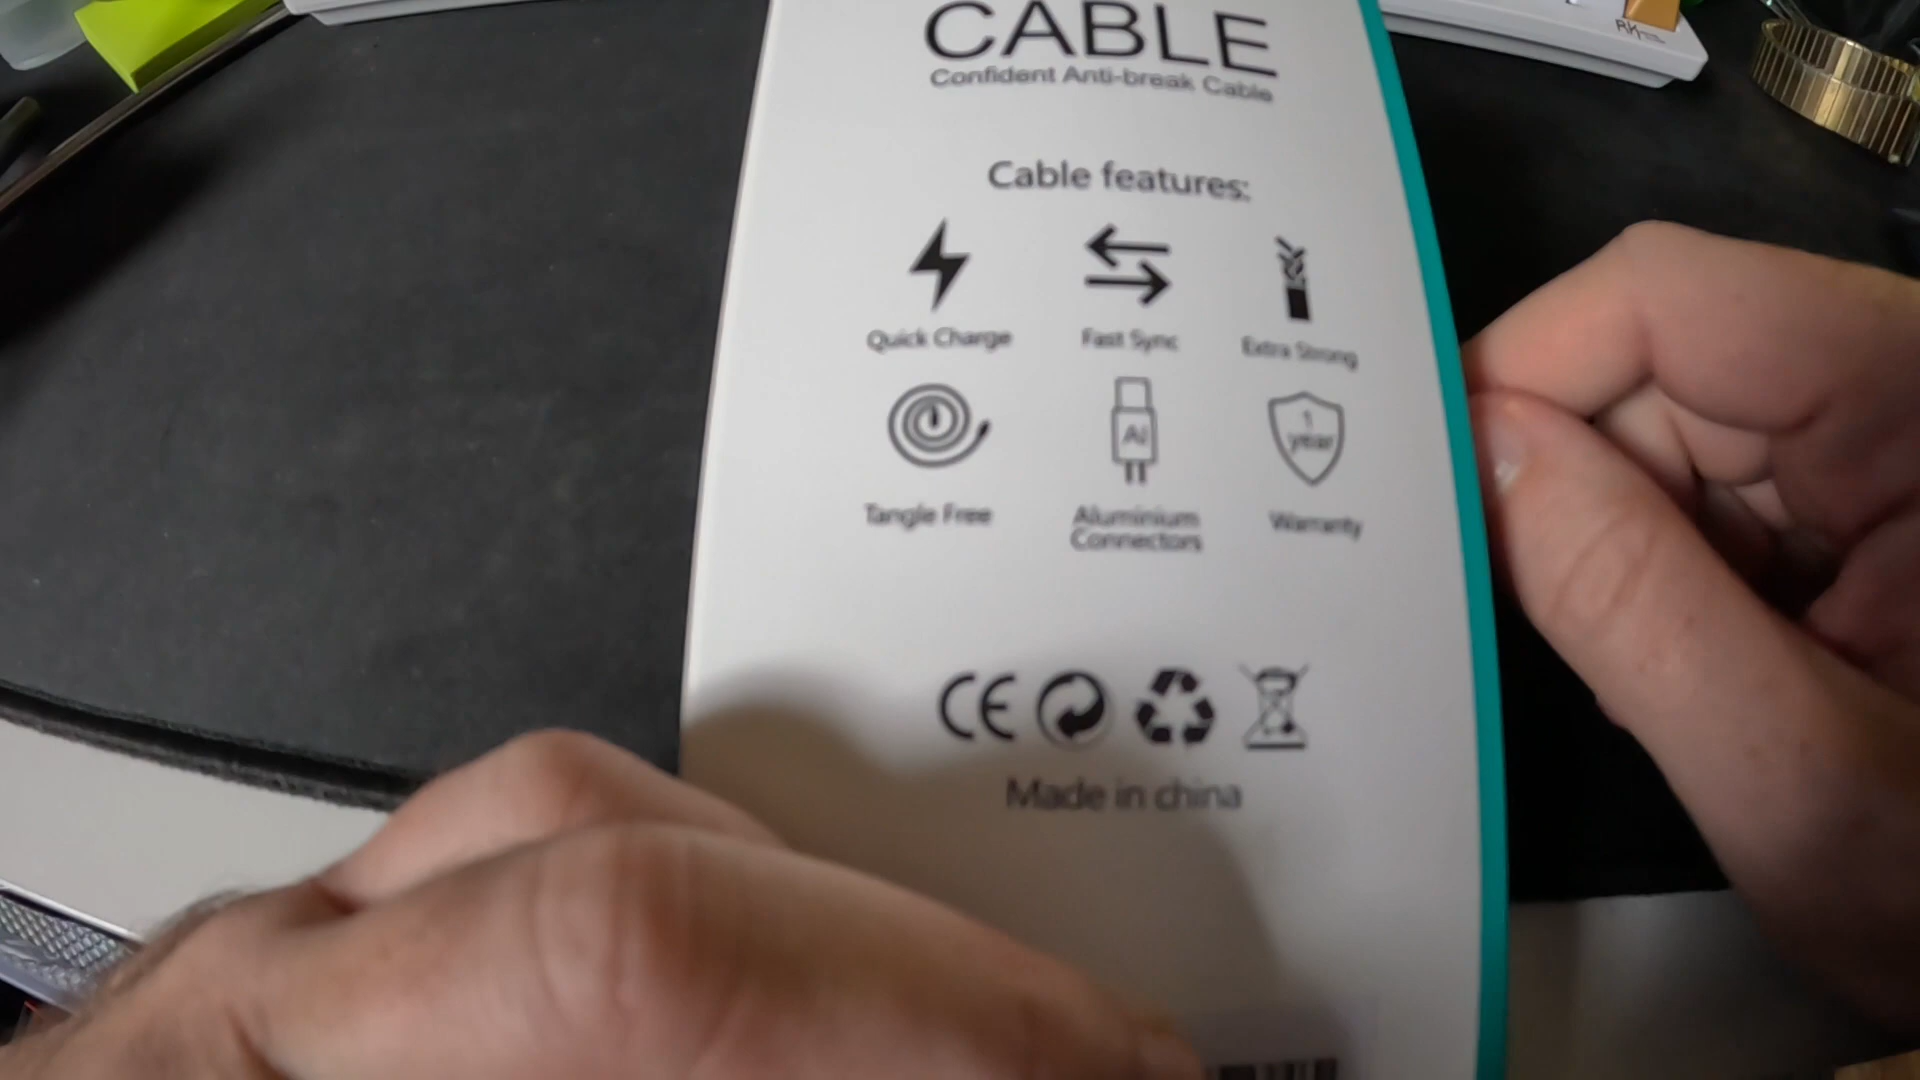 CABLE
Confident Anti-break Cable
Cable features:
Quick Charge
Fast Sync
Extra Strong
Al
1
year
Tangle Free
Aluminium
Connectors
Warranty
CE
Made in china
RK